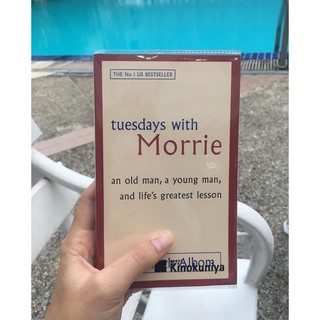 THE No 1 US BESTSELLER
tuesdays with
Morrie
an old man, a young man,
and life's greatest lesson
Albom
Kinokuniya